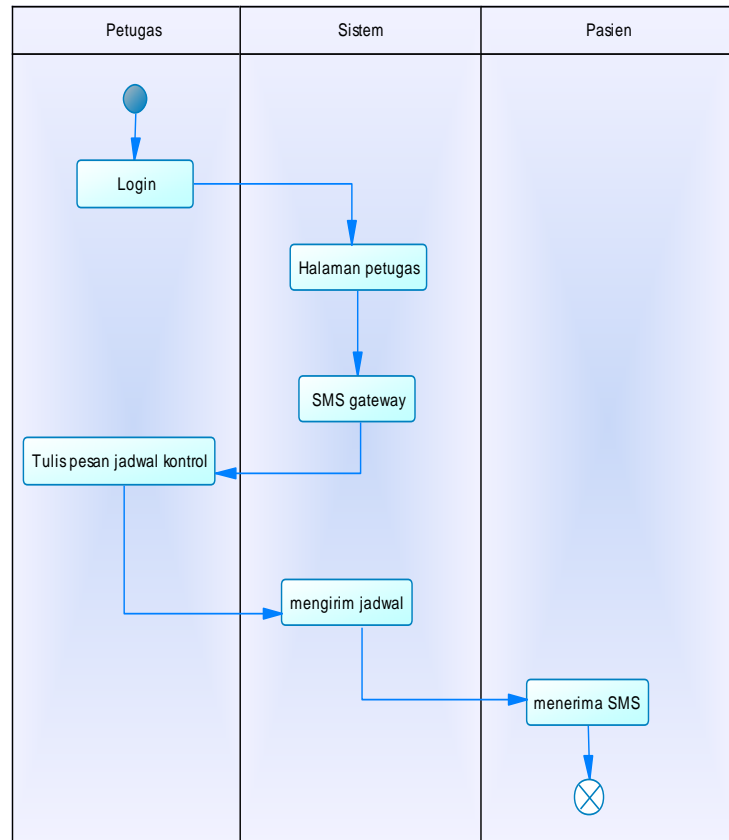 Petugas
Sistem
Pasien
Login
Halaman petugas
SMS gateway
Tulis pesan jadwal kontrol
mengirim jadwal
menerima SMS